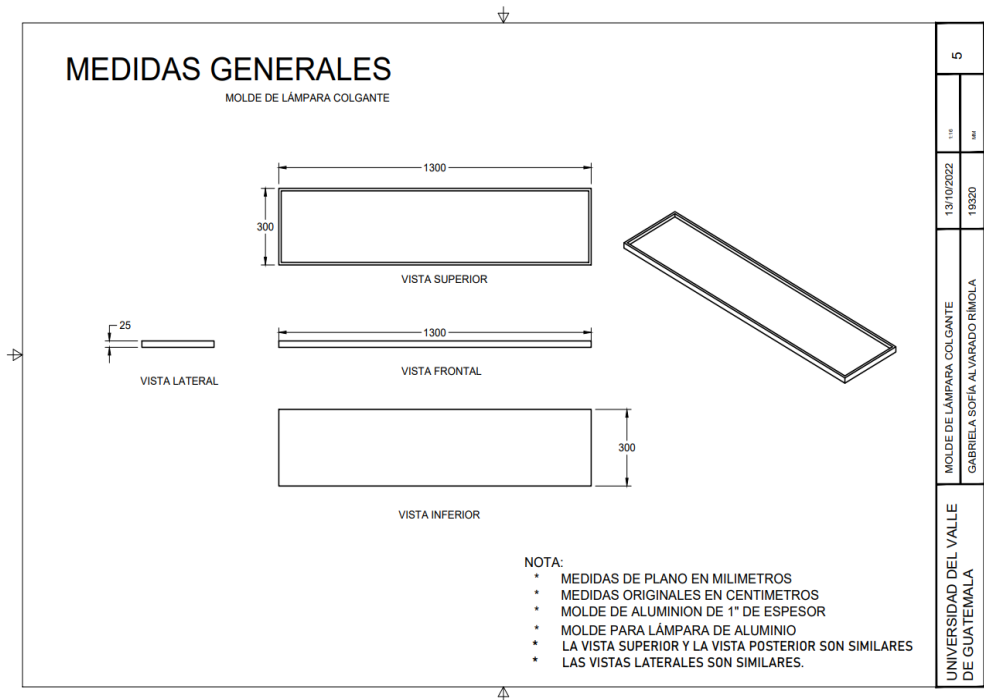 MEDIDAS GENERALES
MOLDE DE LÁMPARA COLGANTE
1300
300
VISTA SUPERIOR
25
VISTA LATERAL
1300
VISTA FRONTAL
300
VISTA INFERIOR
NOTA:
* MEDIDAS DE PLANO EN MILIMETROS
* MEDIDAS ORIGINALES EN CENTIMETROS
* MOLDE DE ALUMINION DE 1" DE ESPESOR
* MOLDE PARA LÁMPARA DE ALUMINIO
* LA VISTA SUPERIOR Y LA VISTA POSTERIOR SON SIMILARES
* LAS VISTAS LATERALES SON SIMILARES.
UNIVERSIDAD DEL VALLE
DE GUATEMALA
MOLDE DE LÁMPARA COLGANTE
GABRIELA SOFÍA ALVARADO RÍMOLA
13/10/2022
19320
1:16
MM
5